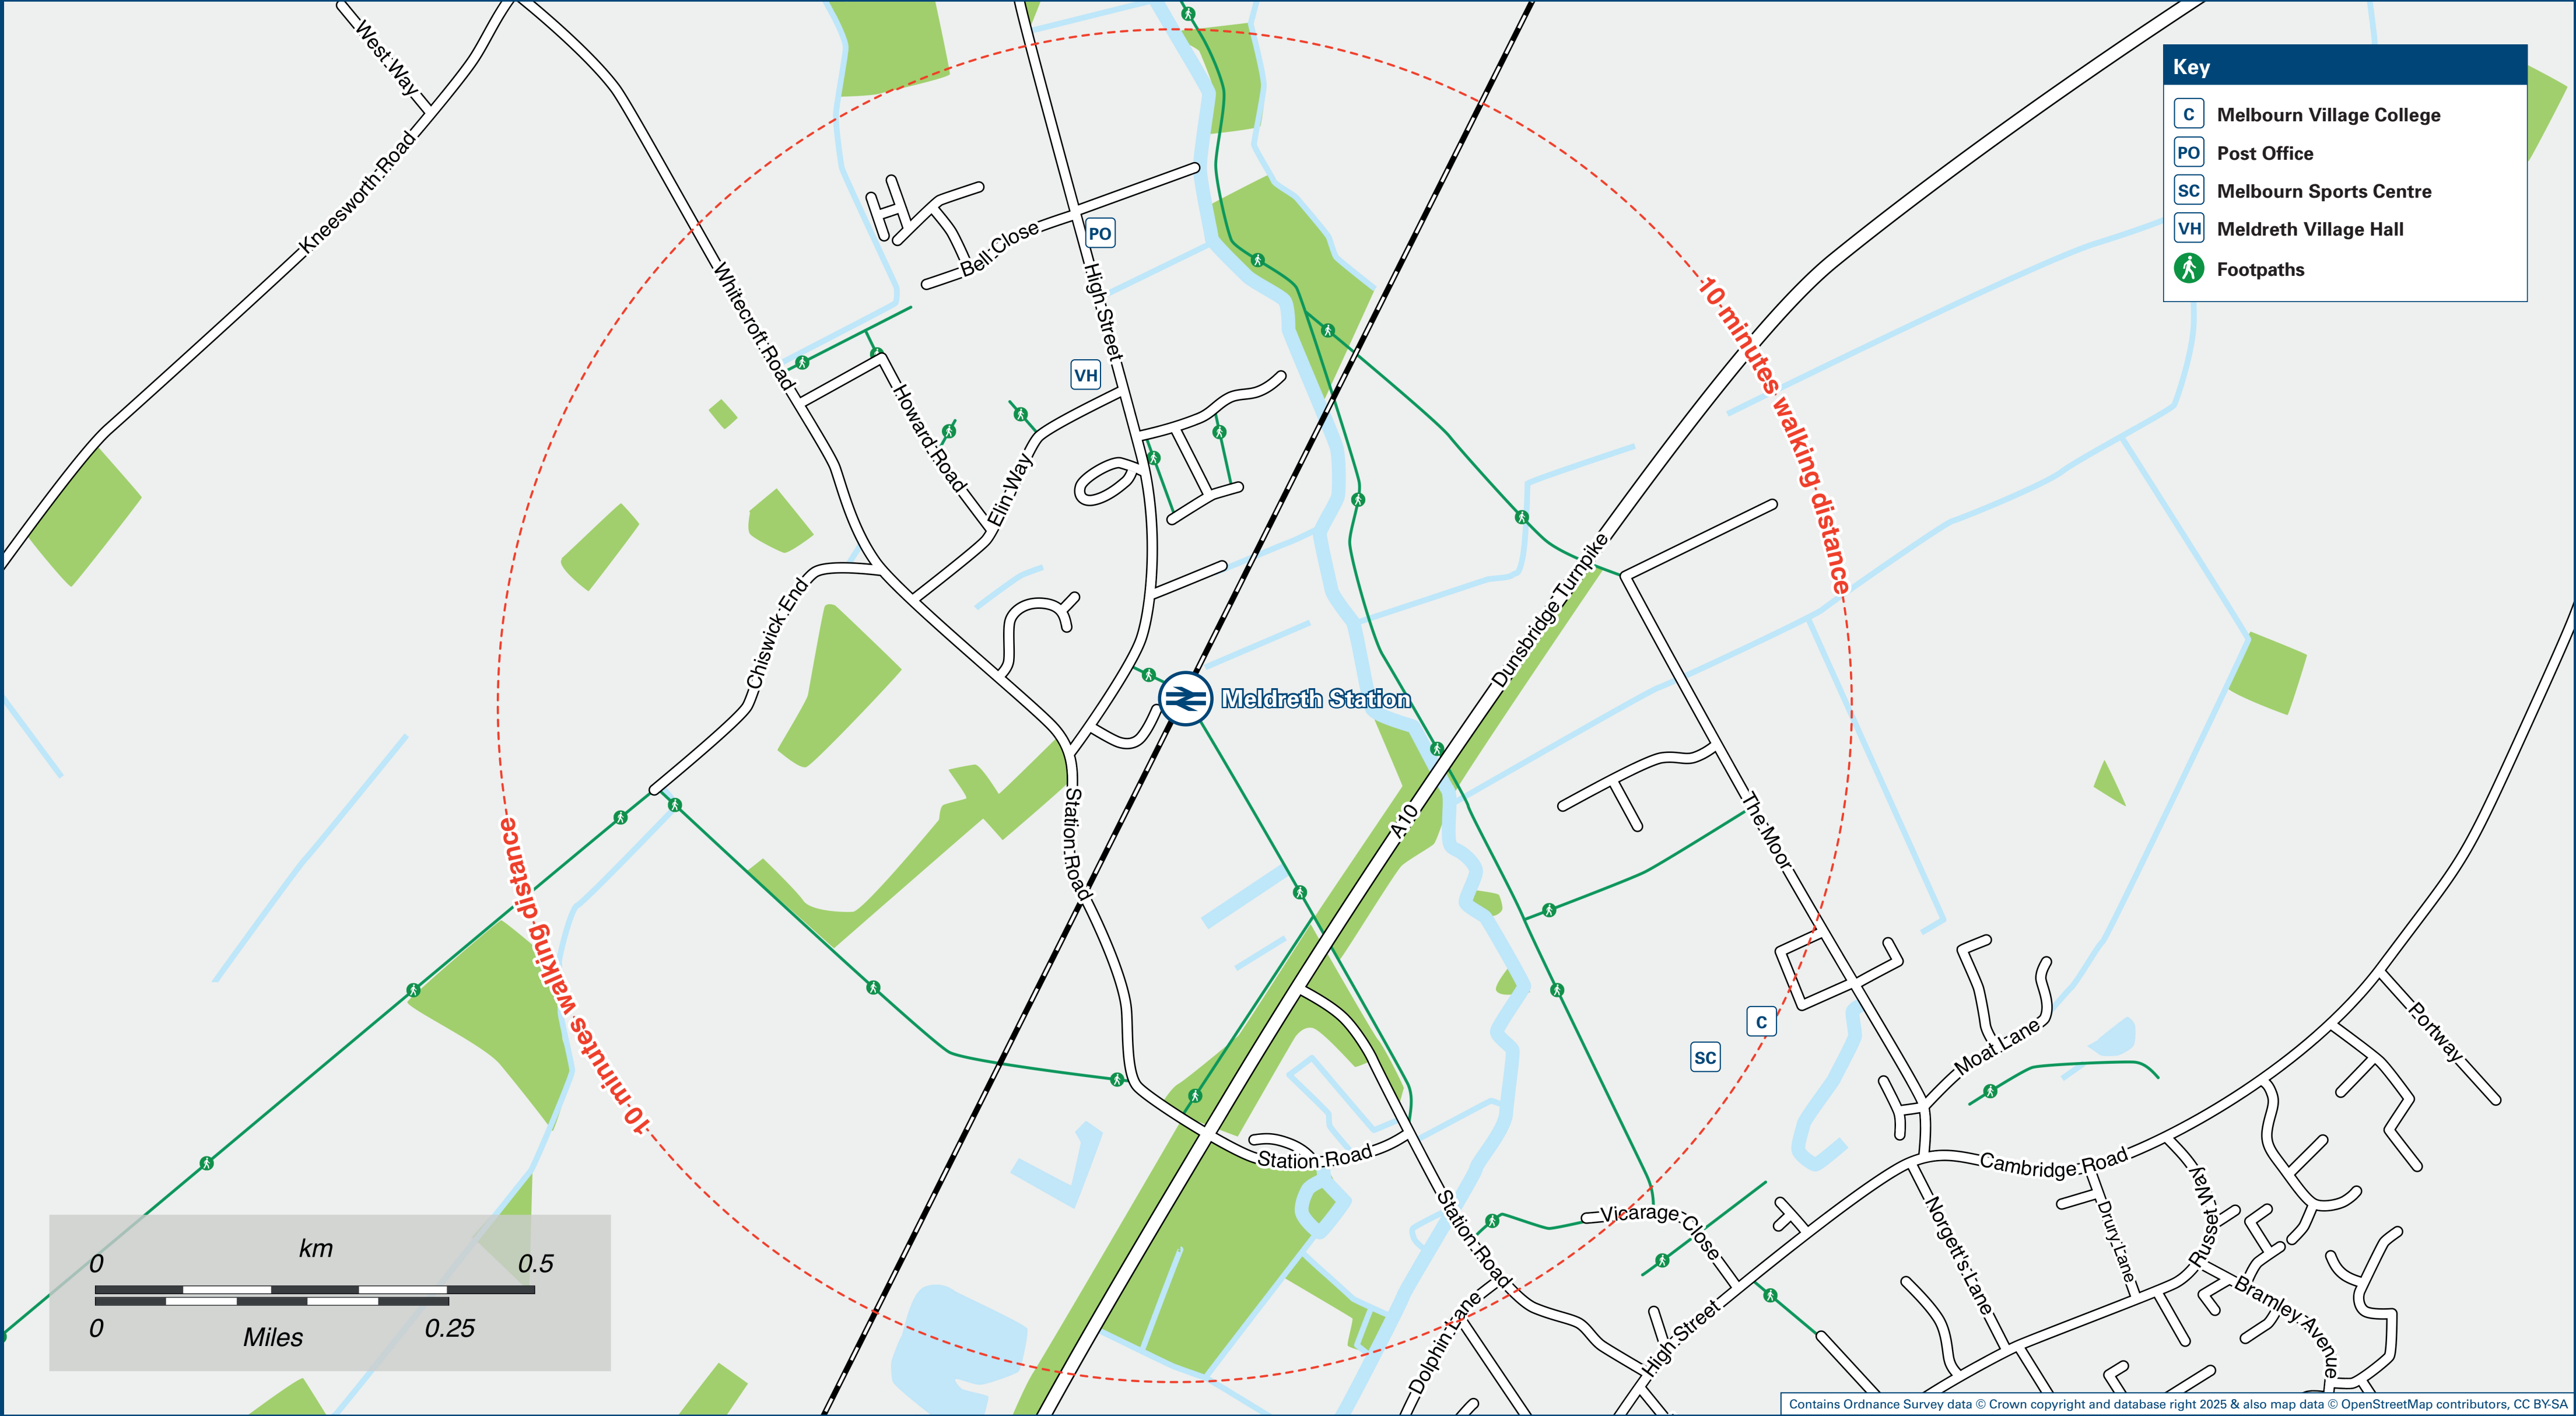 West Way
Kneesworth Road
Whitecroft Road
Bell Close
PO
High Street
VH
Howard Road
Elin Way
Chiswick End
Meldreth Station
Station Road
Dunsbridge Turnpike
A10
The Moor
10 minutes walking distance
10 minutes walking distance
C
SC
Moat Lane
Portway
Cambridge Road
Station Road
Station Road
Vicarage Close
Norgett's Lane
Drury Lane
Russet Way
Bramley Avenue
High Street
Dolphin Lane
Key
C Melbourn Village College
PO Post Office
SC Melbourn Sports Centre
VH Meldreth Village Hall
Footpaths
km
0 0.5
0 0.25
Miles
Contains Ordnance Survey data © Crown copyright and database right 2025 & also map data © OpenStreetMap contributors, CC BY-SA